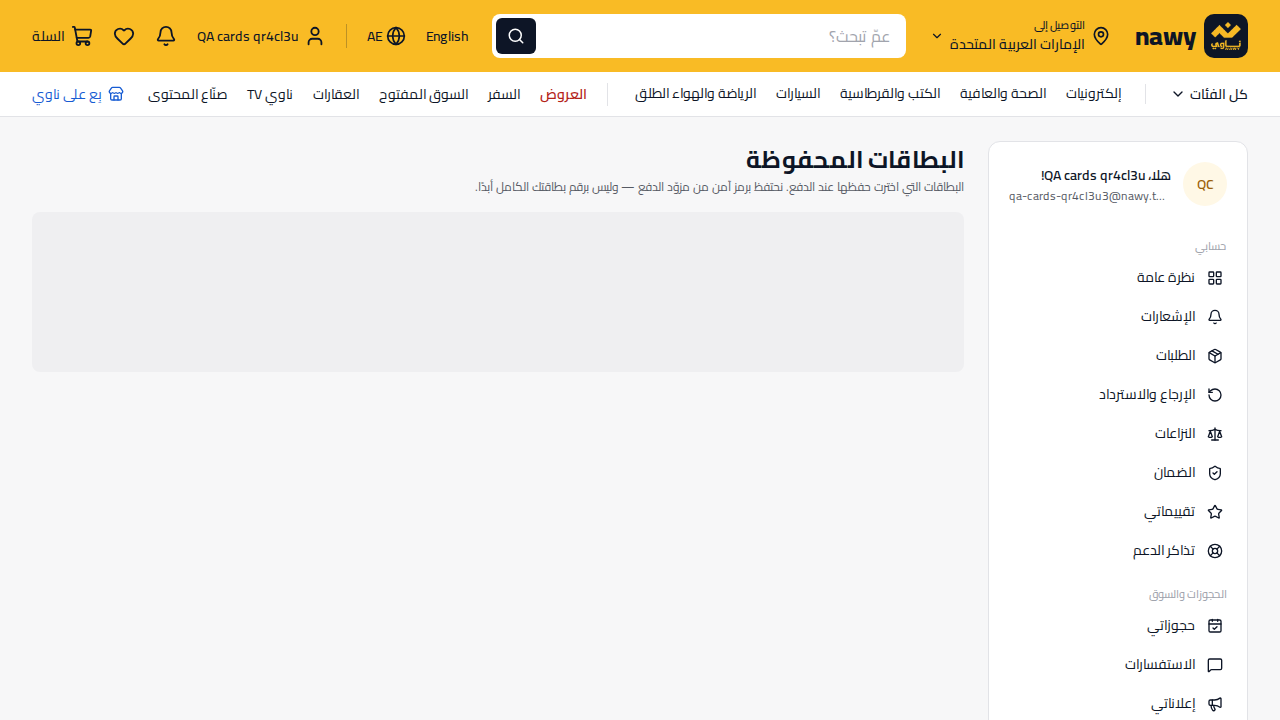 ناوي
nawy
التوصيل إلى
الإمارات العربية المتحدة
عمّ تبحث؟
English
AE
QA cards qr4cl3u
السلة
كل الفئات
إلكترونيات
الصحة والعافية
الكتب والقرطاسية
السيارات
الرياضة والهواء الطلق
العروض
السفر
السوق المفتوح
العقارات
ناوي TV
صنّاع المحتوى
بع على ناوي
QC
هلا، QA cards qr4cl3u!
qa-cards-qr4cl3u3@nawy.t...
حسابي
نظرة عامة
الإشعارات
الطلبات
الإرجاع والاسترداد
النزاعات
الضمان
تقييماتي
تذاكر الدعم
الحجوزات والسوق
حجوزاتي
الاستفسارات
إعلاناتي
البطاقات المحفوظة
البطاقات التي اخترت حفظها عند الدفع. نحتفظ برمز آمن من مزوّد الدفع — وليس برقم بطاقتك الكامل أبدًا.